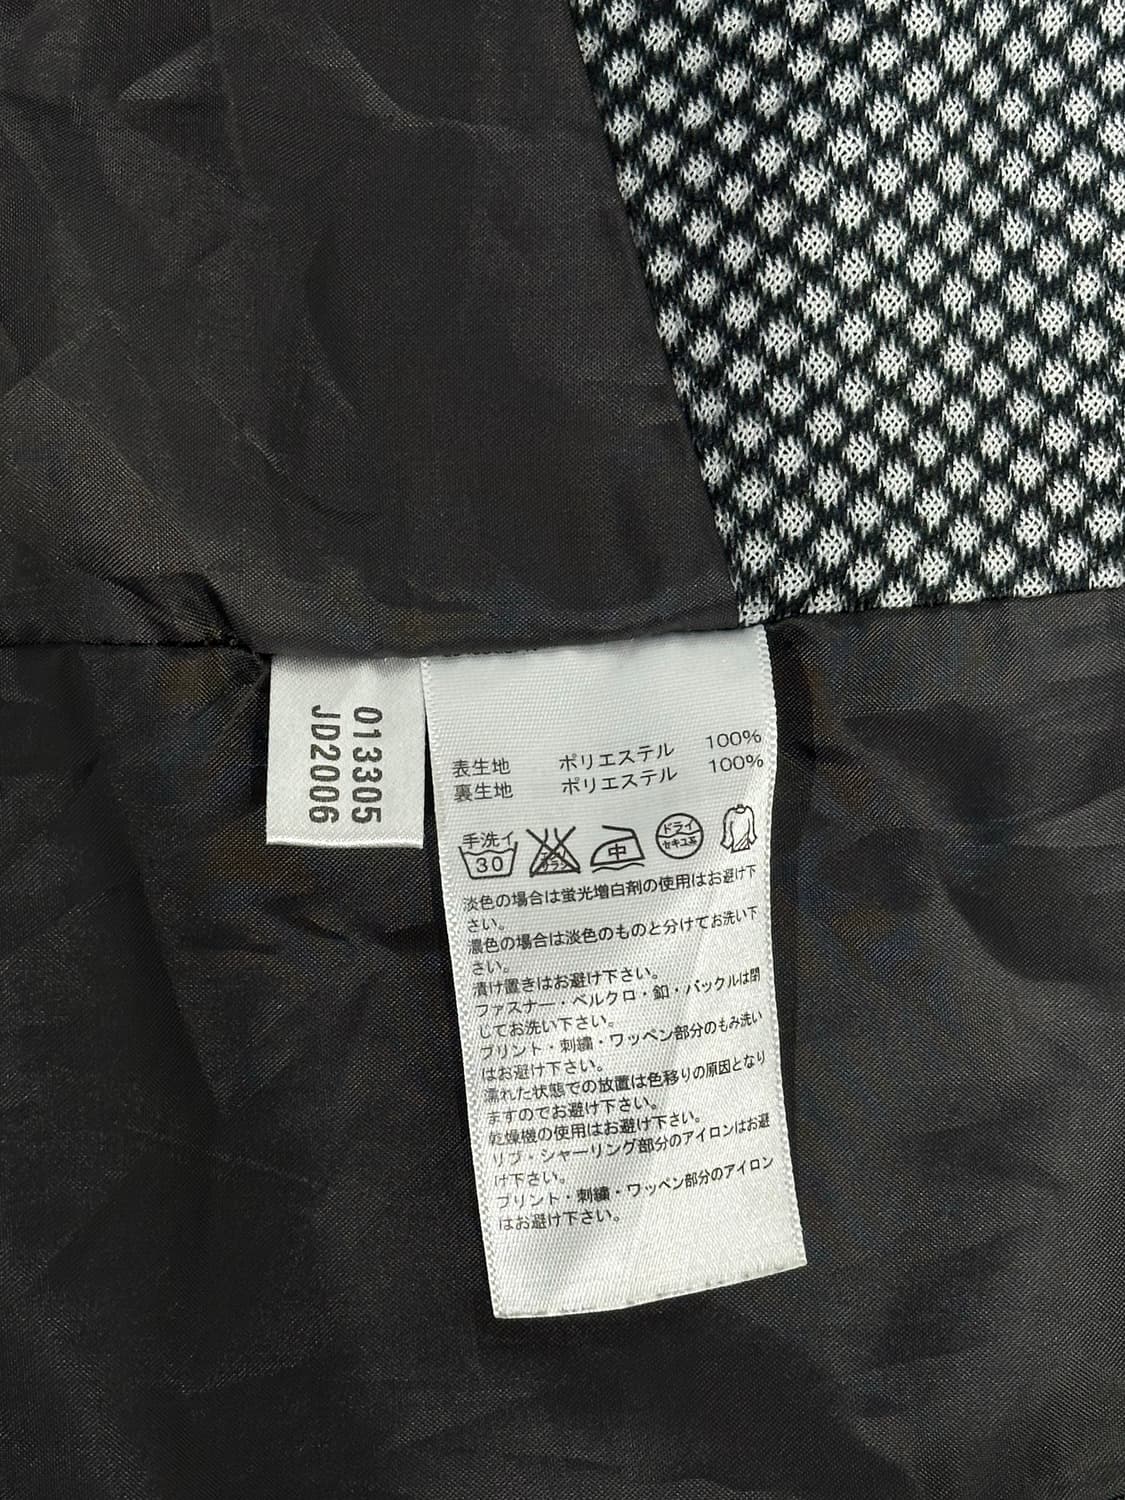 013305
JD2006
表生地 ポリエステル 100%
裏生地 ポリエステル 100%
手洗イ
30
エンソサラシ
中
ドライ
セキユ系
淡色の場合は蛍光増白剤の使用はお避け下
さい。
濃色の場合は淡色のものと分けてお洗い下
さい。
漬け置きはお避け下さい。
ファスナー・ベルクロ・釦・バックルは閉
じてお洗い下さい。
プリント・刺繍・ワッペン部分のもみ洗い
はお避け下さい。
濡れた状態での放置は色移りの原因となり
ますのでお避け下さい。
乾燥機の使用はお避け下さい。
リブ・シャーリング部分のアイロンはお避
け下さい。
プリント・刺繍・ワッペン部分のアイロン
はお避け下さい。